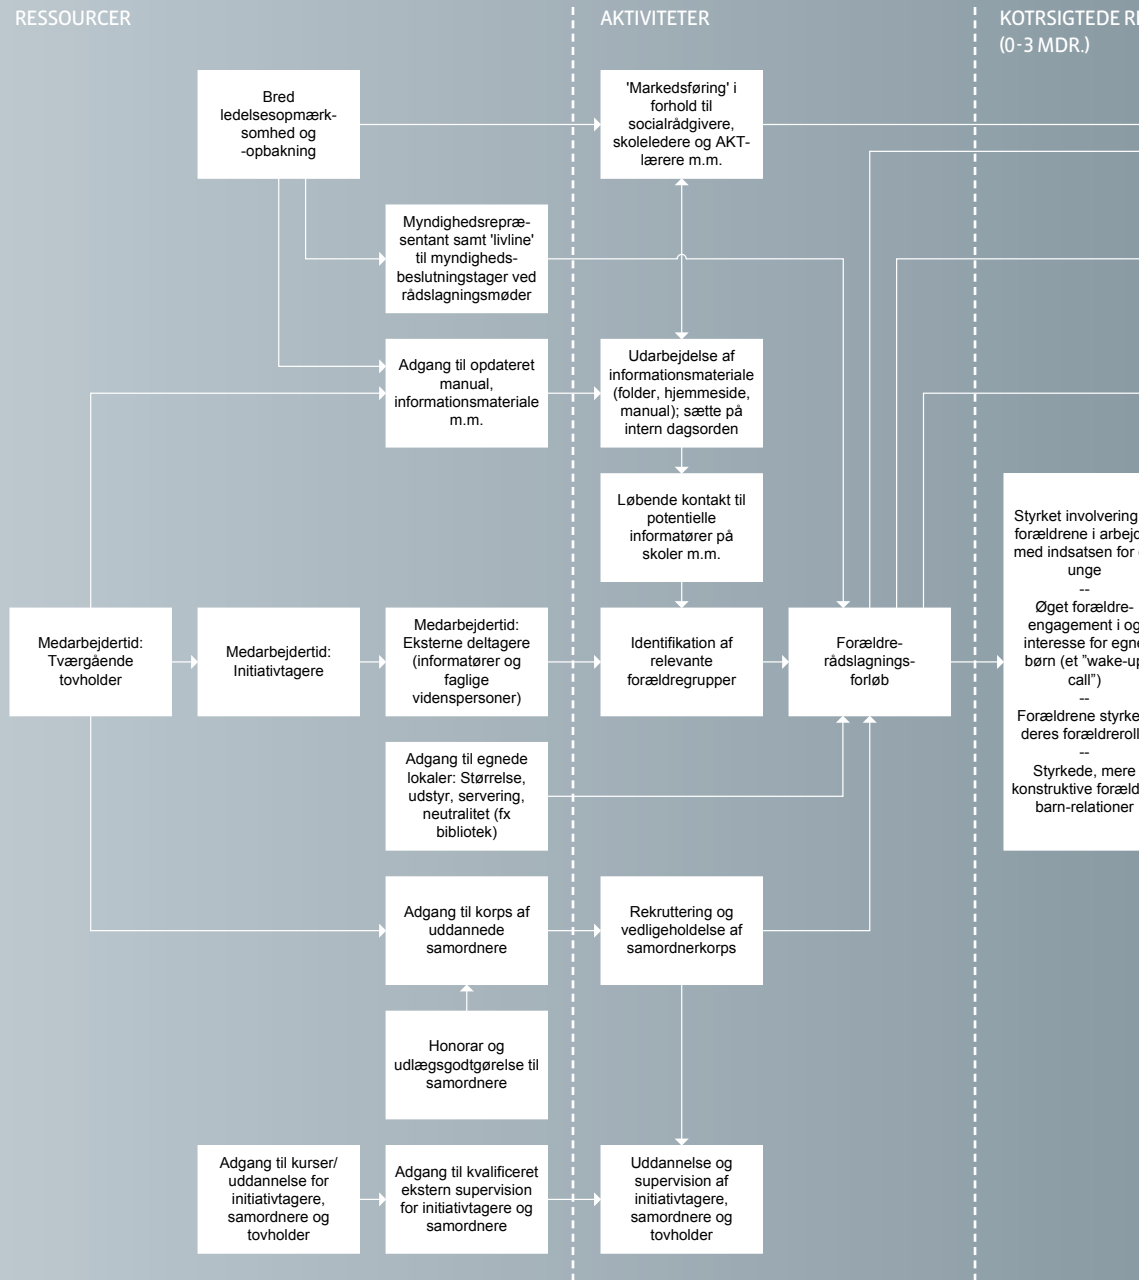 RESSOURCER
AKTIVITETER
KOTRSIGTEDE RE
(0-3 MDR.)
Bred
ledelsesopmærk-
somhed og
-opbakning
'Markedsføring' i
forhold til
socialrådgivere,
skoleledere og AKT-
lærere m.m.
Myndighedsrepræ-
sentant samt 'livline'
til myndigheds-
beslutningstager ved
rådslagningsmøder
Adgang til opdateret
manual,
informationsmateriale
m.m.
Udarbejdelse af
informationsmateriale
(folder, hjemmeside,
manual); sætte på
intern dagsorden
Løbende kontakt til
potentielle
informatører på
skoler m.m.
Medarbejdertid:
Tværgående
tovholder
Medarbejdertid:
Initiativtagere
Medarbejdertid:
Eksterne deltagere
(informatører og
faglige
videnspersoner)
Identifikation af
relevante
forældregrupper
Forældre-
rådslagnings-
forløb
Styrket involvering
forældrene i arbejd
med indsatsen for
unge
--
Øget forældre-
engagement i og
interesse for egne
børn (et ”wake-up
call”)
--
Forældrene styrke
deres forældreroll
--
Styrkede, mere
konstruktive foræld
barn-relationer
Adgang til egnede
lokaler: Størrelse,
udstyr, servering,
neutralitet (fx
bibliotek)
Adgang til korps af
uddannede
samordnere
Rekruttering og
vedligeholdelse af
samordnerkorps
Honorar og
udlægsgodtgørelse til
samordnere
Adgang til kurser/
uddannelse for
initiativtagere,
samordnere og
tovholder
Adgang til kvalificeret
ekstern supervision
for initiativtagere og
samordnere
Uddannelse og
supervision af
initiativtagere,
samordnere og
tovholder